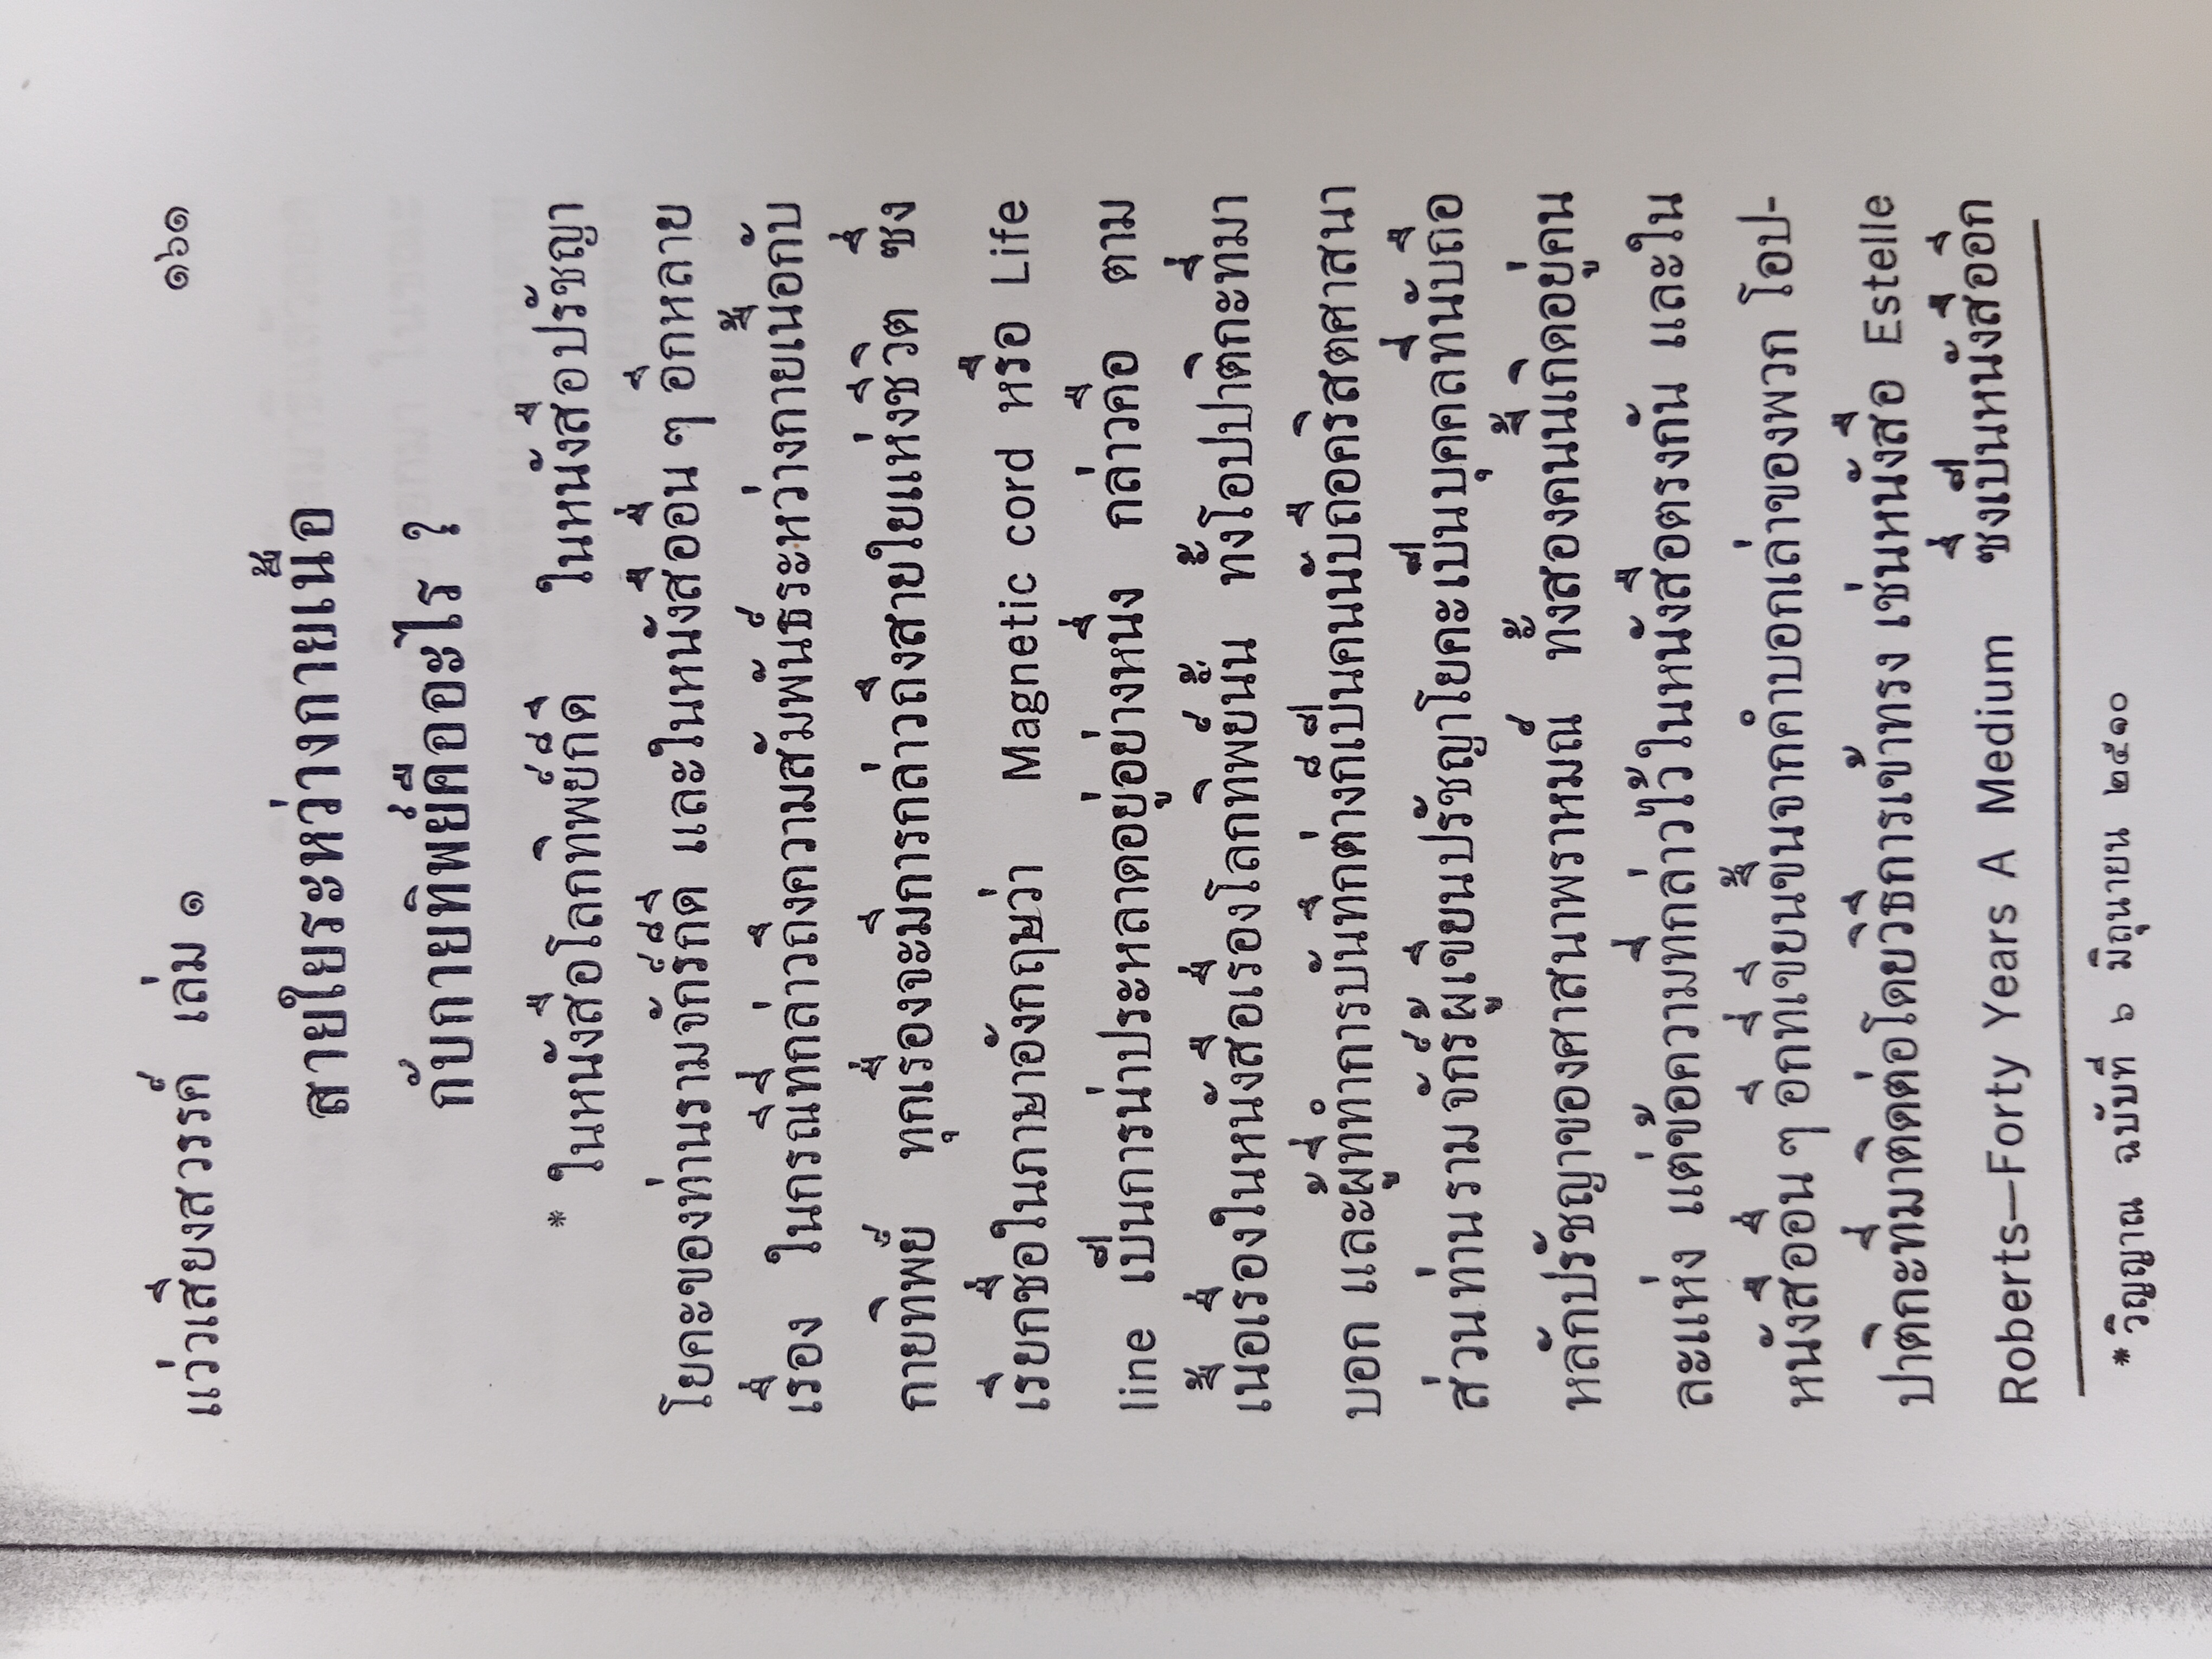 แว่วเสียงสวรรค์ เล่ม ๑ ๑๖๑
สายใยระหว่างกายเนื้อ
กับกายทิพย์คืออะไร ?
* ในหนังสือโลกทิพย์ก็ดี ในหนังสือปรัชญา
โยคะของท่านรามจักร์ก็ดี และในหนังสืออื่น ๆ อีกหลาย
เรื่อง ในกรณีที่กล่าวถึงความสัมพันธ์ระหว่างกายเนื้อกับ
กายทิพย์ ทุกเรื่องจะมีการกล่าวถึงสายใยแห่งชีวิต ซึ่ง
เรียกชื่อในภาษาอังกฤษว่า Magnetic cord หรือ Life
line เป็นการน่าประหลาดอยู่อย่างหนึ่ง กล่าวคือ ตาม
เนื้อเรื่องในหนังสือเรื่องโลกทิพย์นั้น ทั้งโอปปาติกะที่มา
บอก และผู้ที่ทำการบันทึกต่างก็เป็นคนนับถือคริสตศาสนา
ส่วนท่านรามจักร์ผู้เขียนปรัชญาโยคะเป็นบุคคลที่นับถือ
หลักปรัชญาของศาสนาพราหมณ์ ทั้งสองคนนี้เกิดอยู่คน
ละแห่ง แต่ข้อความที่กล่าวไว้ในหนังสือตรงกัน และใน
หนังสืออื่น ๆ อีกที่เขียนขึ้นจากคำบอกเล่าของพวก โอป-
ปาติกะที่มาติดต่อโดยวิธีการเข้าทรง เช่นหนังสือ Estelle
Roberts—Forty Years A Medium ซึ่งเป็นหนังสืออีก
* วิญญาณ ฉบับที่ ๖ มิถุนายน ๒๕๑๐